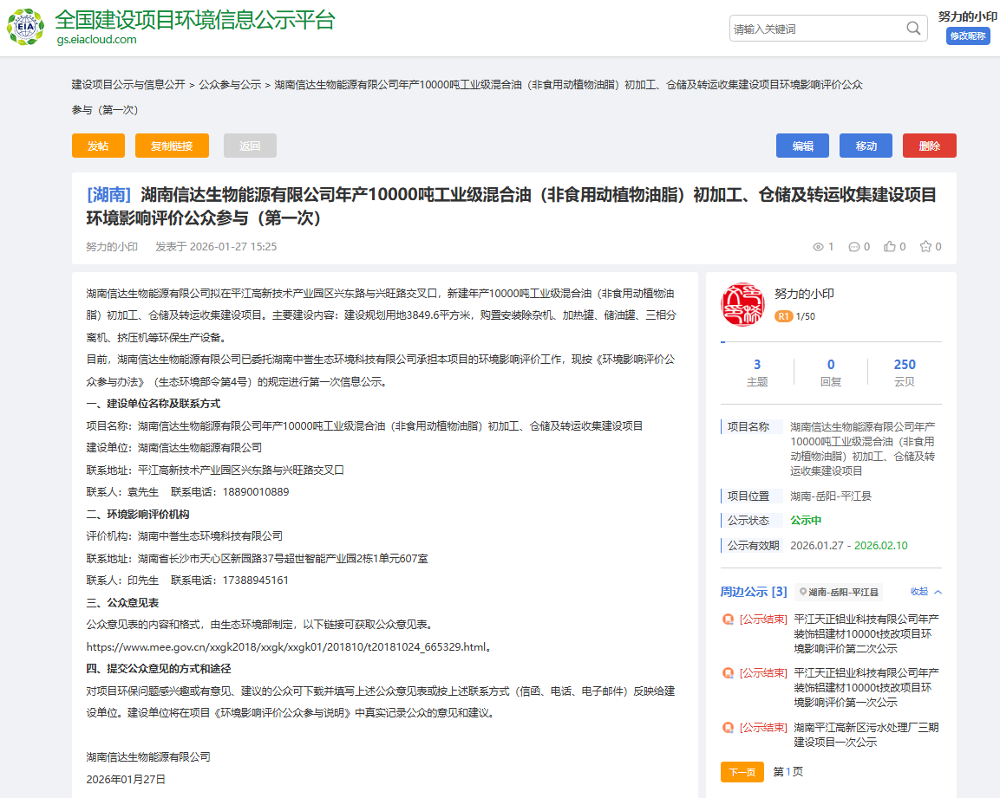 EIA
全国建设项目环境信息公示平台
gs.eiacloud.com
请输入关键词
努力的小印
修改昵称
建设项目公示与信息公开 > 公众参与公示 > 湖南信达生物能源有限公司年产10000吨工业级混合油（非食用动植物油脂）初加工、仓储及转运收集建设项目环境影响评价公众
参与（第一次）
发帖 复制链接 返回 编辑 移动 删除
[湖南] 湖南信达生物能源有限公司年产10000吨工业级混合油（非食用动植物油脂）初加工、仓储及转运收集建设项目
环境影响评价公众参与（第一次）
努力的小印 发表于 2026-01-27 15:25 1 0 0 0
湖南信达生物能源有限公司拟在平江高新技术产业园区兴东路与兴旺路交叉口，新建年产10000吨工业级混合油（非食用动植物油
脂）初加工、仓储及转运收集建设项目。主要建设内容：建设规划用地3849.6平方米，购置安装除杂机、加热罐、储油罐、三相分
离机、挤压机等环保生产设备。
目前，湖南信达生物能源有限公司已委托湖南中誉生态环境科技有限公司承担本项目的环境影响评价工作，现按《环境影响评价公
众参与办法》（生态环境部令第4号）的规定进行第一次信息公示。
一、建设单位名称及联系方式
项目名称：湖南信达生物能源有限公司年产10000吨工业级混合油（非食用动植物油脂）初加工、仓储及转运收集建设项目
建设单位：湖南信达生物能源有限公司
联系地址：平江高新技术产业园区兴东路与兴旺路交叉口
联系人：袁先生 联系电话：18890010889
二、环境影响评价机构
评价机构：湖南中誉生态环境科技有限公司
联系地址：湖南省长沙市天心区新园路37号超世智能产业园2栋1单元607室
联系人：印先生 联系电话：17388945161
三、公众意见表
公众意见表的内容和格式，由生态环境部制定，以下链接可获取公众意见表。
https://www.mee.gov.cn/xxgk2018/xxgk/xxgk01/201810/t20181024_665329.html。
四、提交公众意见的方式和途径
对项目环保问题感兴趣或有意见、建议的公众可下载并填写上述公众意见表或按上述联系方式（信函、电话、电子邮件）反映给建
设单位。建设单位将在项目《环境影响评价公众参与说明》中真实记录公众的意见和建议。
湖南信达生物能源有限公司
2026年01月27日
努力的小印
R1 1/50
3 0 250
主题 回复 云贝
项目名称 湖南信达生物能源有限公司年产
10000吨工业级混合油（非食用
动植物油脂）初加工、仓储及转
运收集建设项目
项目位置 湖南-岳阳-平江县
公示状态 公示中
公示有效期 2026.01.27 - 2026.02.10
周边公示 [3] 湖南-岳阳-平江县 收起
[公示结束] 平江天正铝业科技有限公司年产
装饰铝建材10000t技改项目环
境影响评价第二次公示
[公示结束] 平江天正铝业科技有限公司年产
装饰铝建材10000t技改项目环
境影响评价第一次公示
[公示结束] 湖南平江高新区污水处理厂三期
建设项目一次公示
下一页 第1页